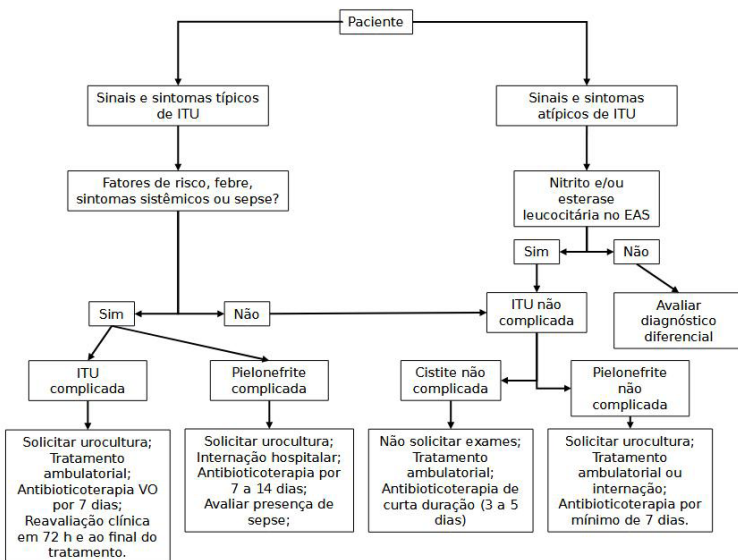 Paciente
Sinais e sintomas típicos
de ITU
Sinais e sintomas
atípicos de ITU
Fatores de risco, febre,
sintomas sistêmicos ou sepse?
Nitrito e/ou
esterase
leucocitária no EAS
Sim
Não
Sim
Não
ITU não
complicada
Avaliar
diagnóstico
diferencial
ITU
complicada
Pielonefrite
complicada
Cistite não
complicada
Pielonefrite
não
complicada
Solicitar urocultura;
Tratamento
ambulatorial;
Antibioticoterapia VO
por 7 dias;
Reavaliação clínica
em 72 h e ao final do
tratamento.
Solicitar urocultura;
Internação hospitalar;
Antibioticoterapia por
7 a 14 dias;
Avaliar presença de
sepse;
Não solicitar exames;
Tratamento
ambulatorial;
Antibioticoterapia de
curta duração (3 a 5
dias)
Solicitar urocultura;
Tratamento
ambulatorial ou
internação;
Antibioticoterapia por
mínimo de 7 dias.